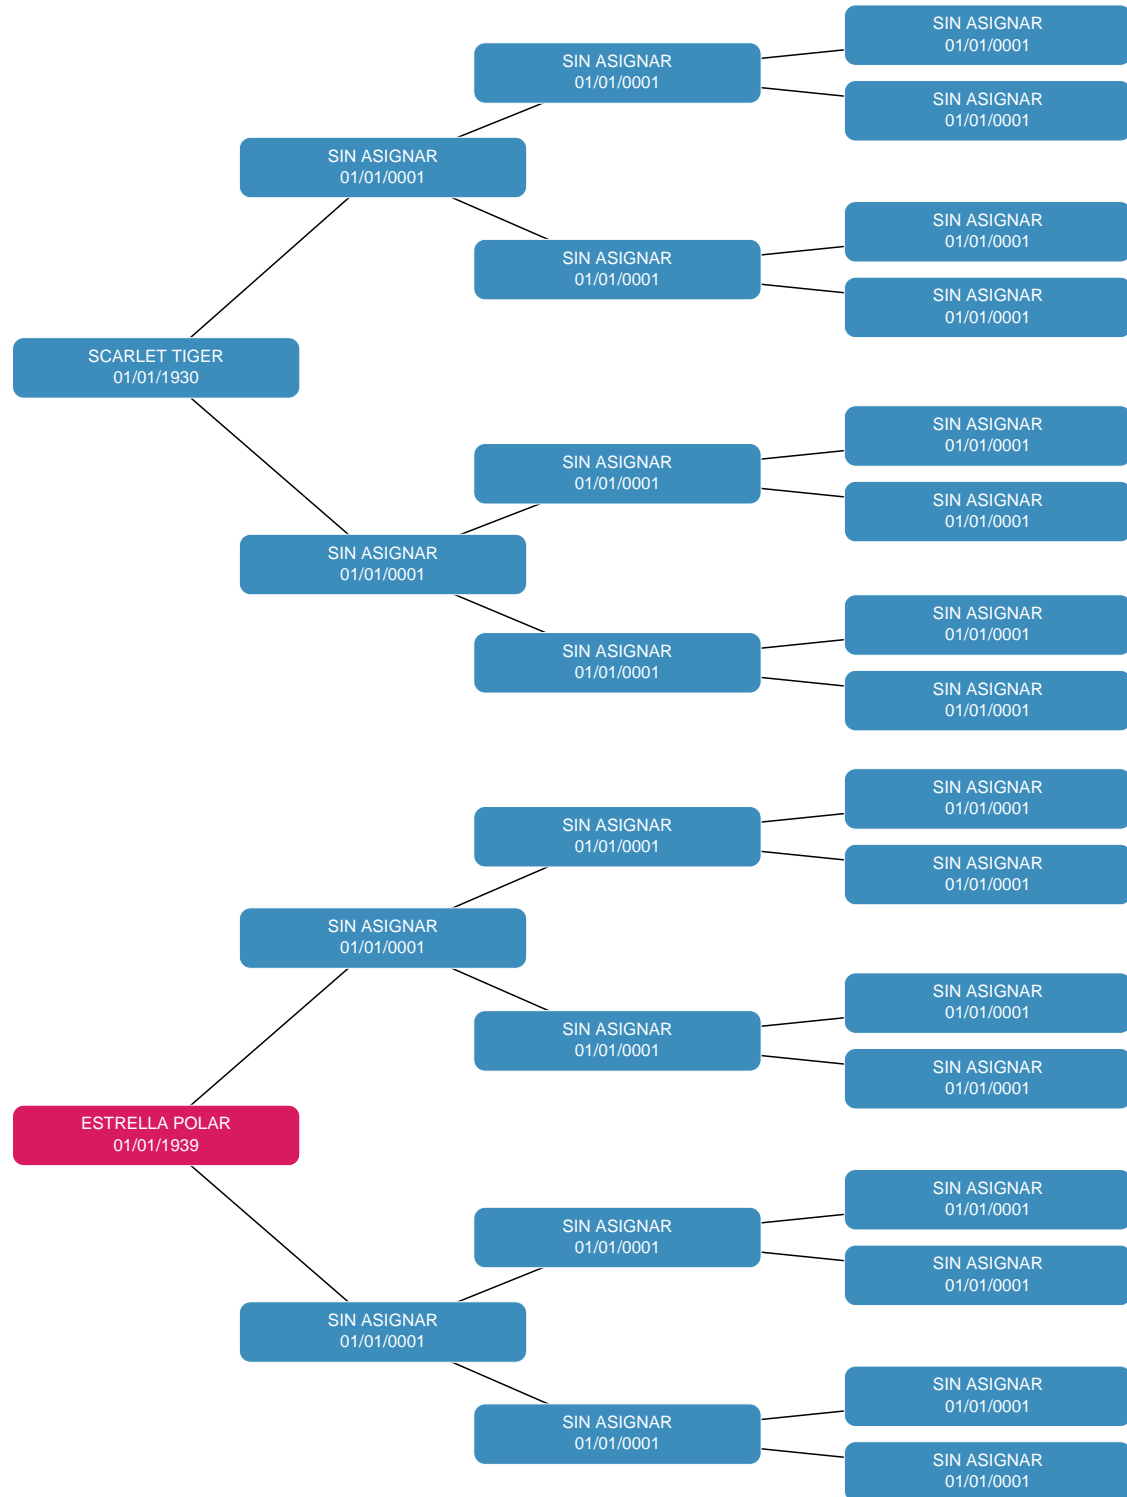 SIN ASIGNAR
01/01/0001
SIN ASIGNAR
01/01/0001
SIN ASIGNAR
01/01/0001
SIN ASIGNAR
01/01/0001
SIN ASIGNAR
01/01/0001
SIN ASIGNAR
01/01/0001
SIN ASIGNAR
01/01/0001
SCARLET TIGER
01/01/1930
SIN ASIGNAR
01/01/0001
SIN ASIGNAR
01/01/0001
SIN ASIGNAR
01/01/0001
SIN ASIGNAR
01/01/0001
SIN ASIGNAR
01/01/0001
SIN ASIGNAR
01/01/0001
SIN ASIGNAR
01/01/0001
SIN ASIGNAR
01/01/0001
SIN ASIGNAR
01/01/0001
SIN ASIGNAR
01/01/0001
SIN ASIGNAR
01/01/0001
SIN ASIGNAR
01/01/0001
SIN ASIGNAR
01/01/0001
SIN ASIGNAR
01/01/0001
ESTRELLA POLAR
01/01/1939
SIN ASIGNAR
01/01/0001
SIN ASIGNAR
01/01/0001
SIN ASIGNAR
01/01/0001
SIN ASIGNAR
01/01/0001
SIN ASIGNAR
01/01/0001
SIN ASIGNAR
01/01/0001
SIN ASIGNAR
01/01/0001